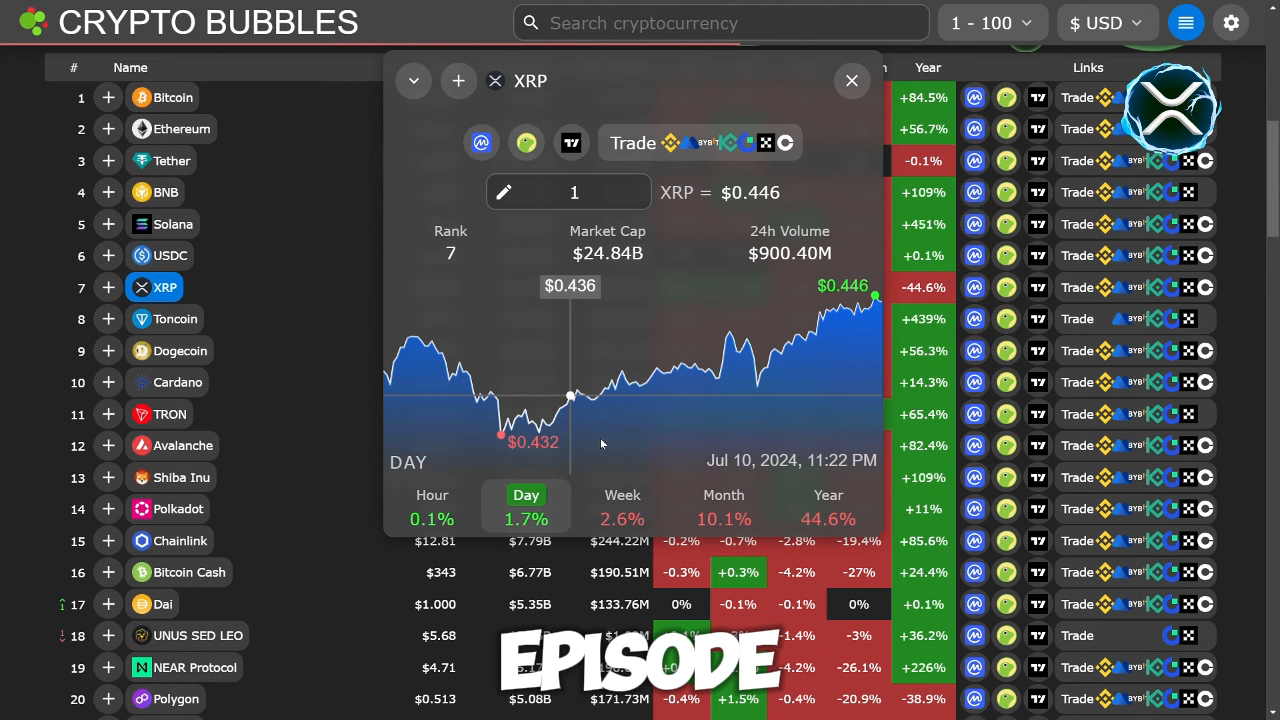 CRYPTO BUBBLES
Search cryptocurrency
1 - 100
$ USD
# Name Year Links
XRP
Trade
1 XRP = $0.446
Rank Market Cap 24h Volume
7 $24.84B $900.40M
$0.436
$0.446
$0.432
DAY
Jul 10, 2024, 11:22 PM
Hour Day Week Month Year
0.1% 1.7% 2.6% 10.1% 44.6%
1 Bitcoin +84.5% Trade
2 Ethereum +56.7% Trade
3 Tether -0.1% Trade
4 BNB +109% Trade
5 Solana +451% Trade
6 USDC +0.1% Trade
7 XRP -44.6% Trade
8 Toncoin +439% Trade
9 Dogecoin +56.3% Trade
10 Cardano +14.3% Trade
11 TRON +65.4% Trade
12 Avalanche +82.4% Trade
13 Shiba Inu +109% Trade
14 Polkadot +11% Trade
15 Chainlink $12.81 $7.79B $244.22M -0.2% -0.7% -2.8% -19.4% +85.6% Trade
16 Bitcoin Cash $343 $6.77B $190.51M -0.3% +0.3% -4.2% -27% +24.4% Trade
1 17 Dai $1.000 $5.35B $133.76M 0% -0.1% -0.1% 0% +0.1% Trade
1 18 UNUS SED LEO $5.68 -1.4% -3% +36.2% Trade
19 NEAR Protocol $4.71 -4.2% -26.1% +226% Trade
20 Polygon $0.513 $5.08B $171.73M -0.4% +1.5% -0.4% -20.9% -38.9% Trade
EPISODE